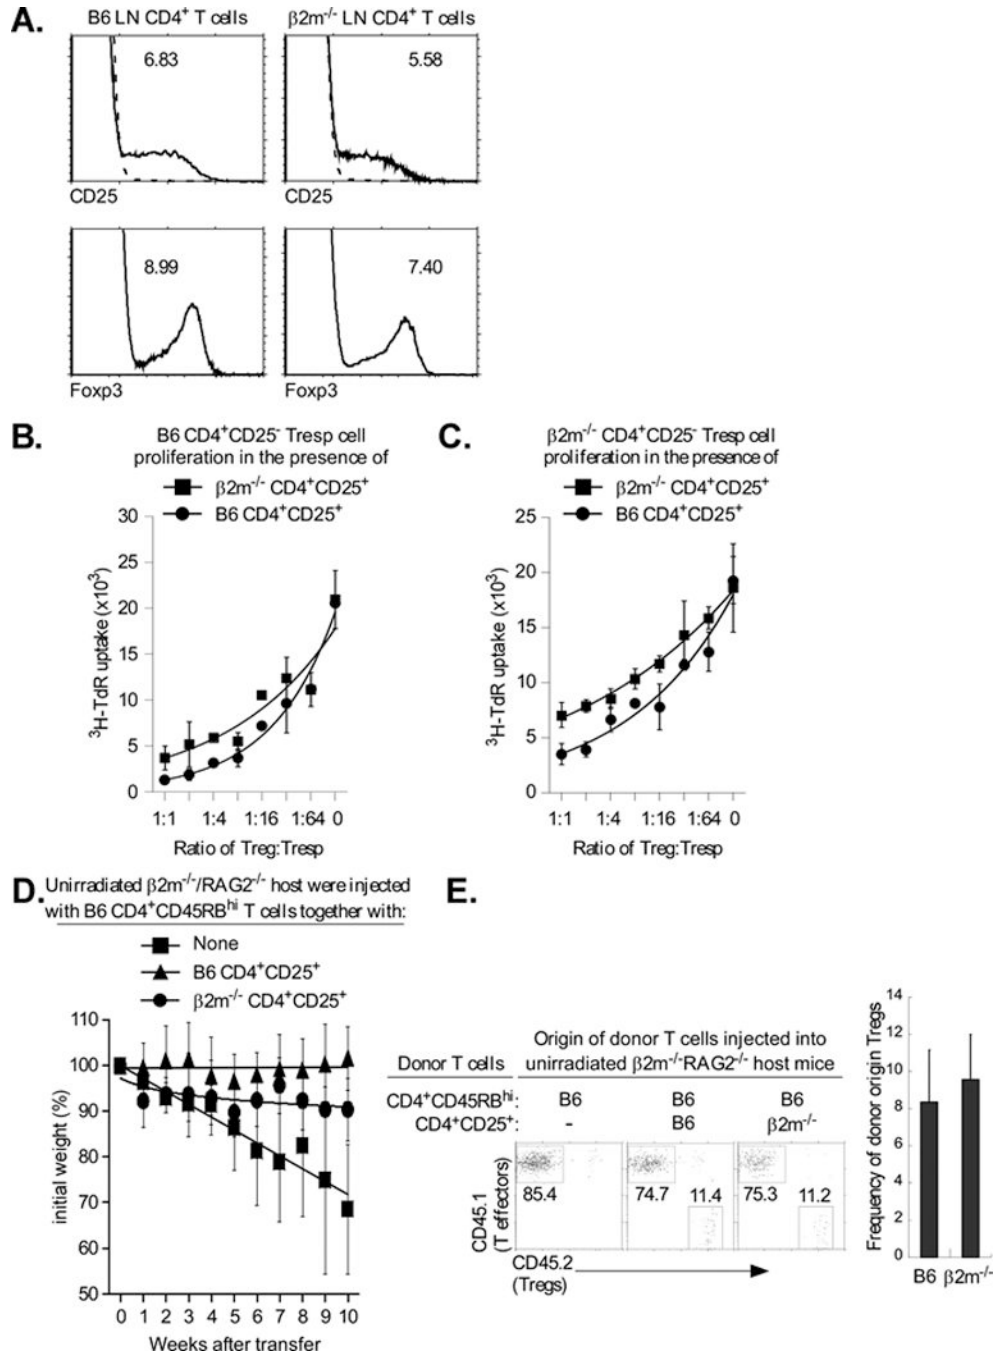 A.
B6 LN CD4⁺ T cells
β2m⁻/⁻ LN CD4⁺ T cells
6.83
5.58
CD25
CD25
8.99
7.40
Foxp3
Foxp3
B.
B6 CD4⁺CD25⁻ Tresp cell
proliferation in the presence of
β2m⁻/⁻ CD4⁺CD25⁺
B6 CD4⁺CD25⁺
30
25
20
15
10
5
0
³H-TdR uptake (x10³)
1:1 1:4 1:16 1:64 0
Ratio of Treg:Tresp
C.
β2m⁻/⁻ CD4⁺CD25⁻ Tresp cell
proliferation in the presence of
β2m⁻/⁻ CD4⁺CD25⁺
B6 CD4⁺CD25⁺
25
20
15
10
5
0
³H-TdR uptake (x10³)
1:1 1:4 1:16 1:64 0
Ratio of Treg:Tresp
D.
Unirradiated β2m⁻/⁻/RAG2⁻/⁻ host were injected
with B6 CD4⁺CD45RBʰⁱ T cells together with:
None
B6 CD4⁺CD25⁺
β2m⁻/⁻ CD4⁺CD25⁺
110
100
90
80
70
60
50
initial weight (%)
0 1 2 3 4 5 6 7 8 9 10
Weeks after transfer
E.
Origin of donor T cells injected into
Donor T cells unirradiated β2m⁻/⁻RAG2⁻/⁻ host mice
CD4⁺CD45RBʰⁱ: B6 B6 B6
CD4⁺CD25⁺: - B6 β2m⁻/⁻
85.4 74.7 11.4 75.3 11.2
CD45.1
(T effectors)
CD45.2
(Tregs)
14
12
10
8
6
4
2
0
Frequency of donor origin Tregs
B6 β2m⁻/⁻